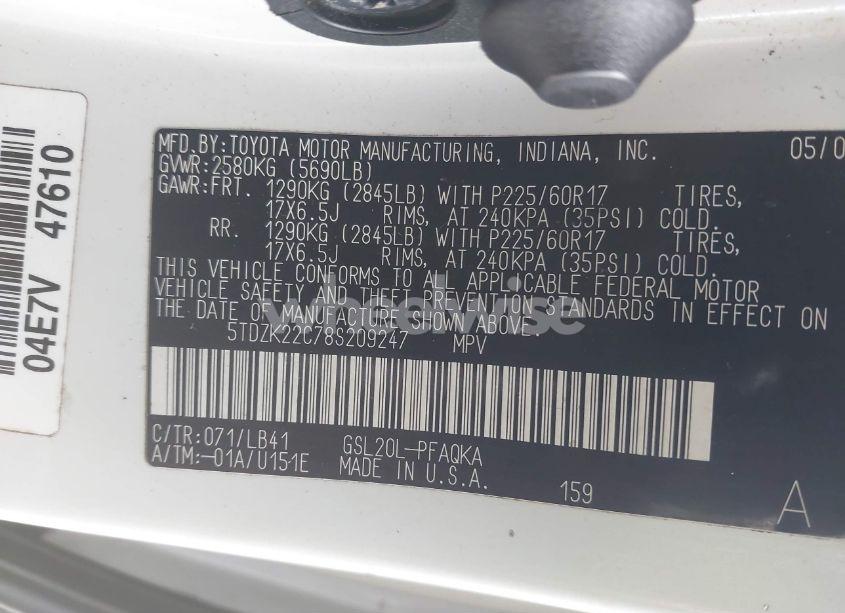 04E7V 47610
MFD.BY:TOYOTA MOTOR MANUFACTURING, INDIANA, INC. 05/0
GVWR:2580KG (5690LB)
GAWR:FRT. 1290KG (2845LB) WITH P225/60R17 TIRES,
17X6.5J RIMS, AT 240KPA (35PSI) COLD.
RR. 1290KG (2845LB) WITH P225/60R17 TIRES,
17X6.5J RIMS, AT 240KPA (35PSI) COLD.
THIS VEHICLE CONFORMS TO ALL APPLICABLE FEDERAL MOTOR
VEHICLE SAFETY AND THEFT PREVENTION STANDARDS IN EFFECT ON
THE DATE OF MANUFACTURE SHOWN ABOVE.
wheelwise
5TDZK22C78S209247 MPV
C/TR:071/LB41 GSL20L-PFAQKA
A/TM:-01A/U151E MADE IN U.S.A.
159
A